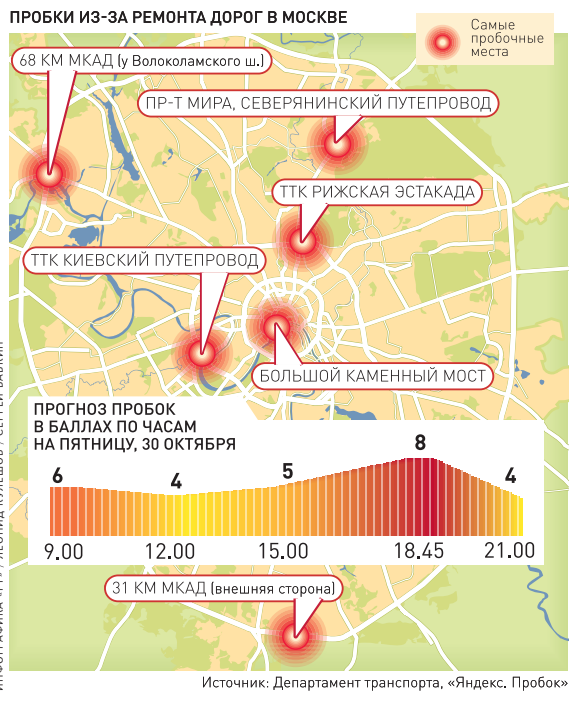 ПРОБКИ ИЗ-ЗА РЕМОНТА ДОРОГ В МОСКВЕ
Самые
пробочные
места
68 КМ МКАД (у Волоколамского ш.)
ПР-Т МИРА, СЕВЕРЯНИНСКИЙ ПУТЕПРОВОД
ТТК РИЖСКАЯ ЭСТАКАДА
ТТК КИЕВСКИЙ ПУТЕПРОВОД
БОЛЬШОЙ КАМЕННЫЙ МОСТ
ПРОГНОЗ ПРОБОК
В БАЛЛАХ ПО ЧАСАМ
НА ПЯТНИЦУ, 30 ОКТЯБРЯ
6 4 5 8 4
9.00 12.00 15.00 18.45 21.00
31 КМ МКАД (внешняя сторона)
Источник: Департамент транспорта, «Яндекс. Пробок»